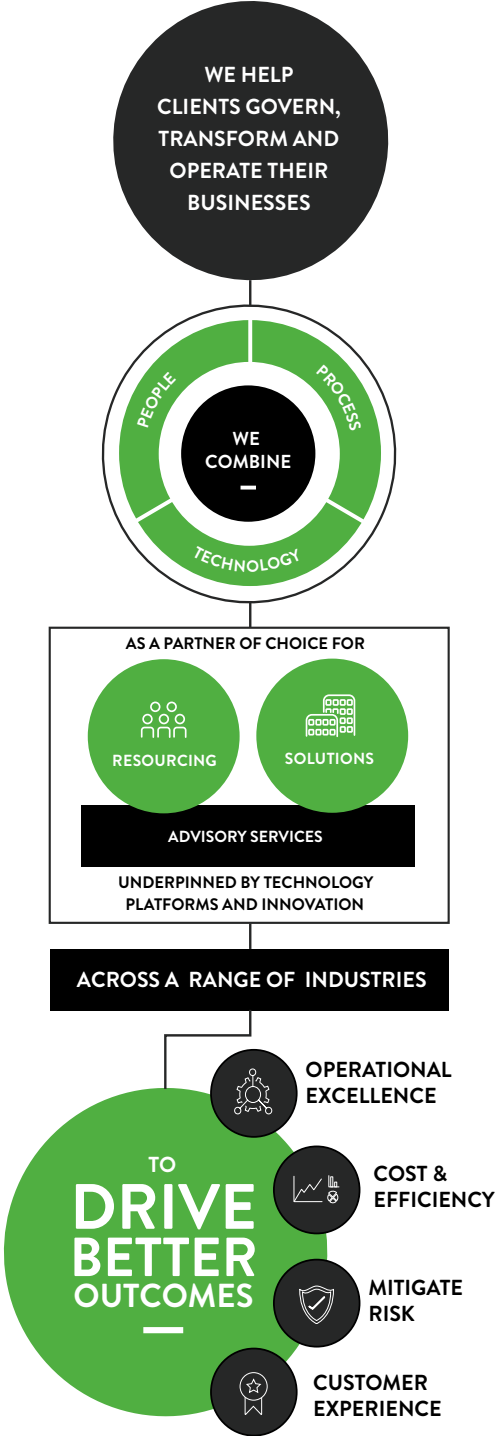 WE HELP
CLIENTS GOVERN,
TRANSFORM AND
OPERATE THEIR
BUSINESSES
PEOPLE
PROCESS
WE
COMBINE
TECHNOLOGY
AS A PARTNER OF CHOICE FOR
RESOURCING
SOLUTIONS
ADVISORY SERVICES
UNDERPINNED BY TECHNOLOGY
PLATFORMS AND INNOVATION
ACROSS A RANGE OF INDUSTRIES
OPERATIONAL
EXCELLENCE
TO
DRIVE
BETTER
OUTCOMES
COST &
EFFICIENCY
MITIGATE
RISK
CUSTOMER
EXPERIENCE